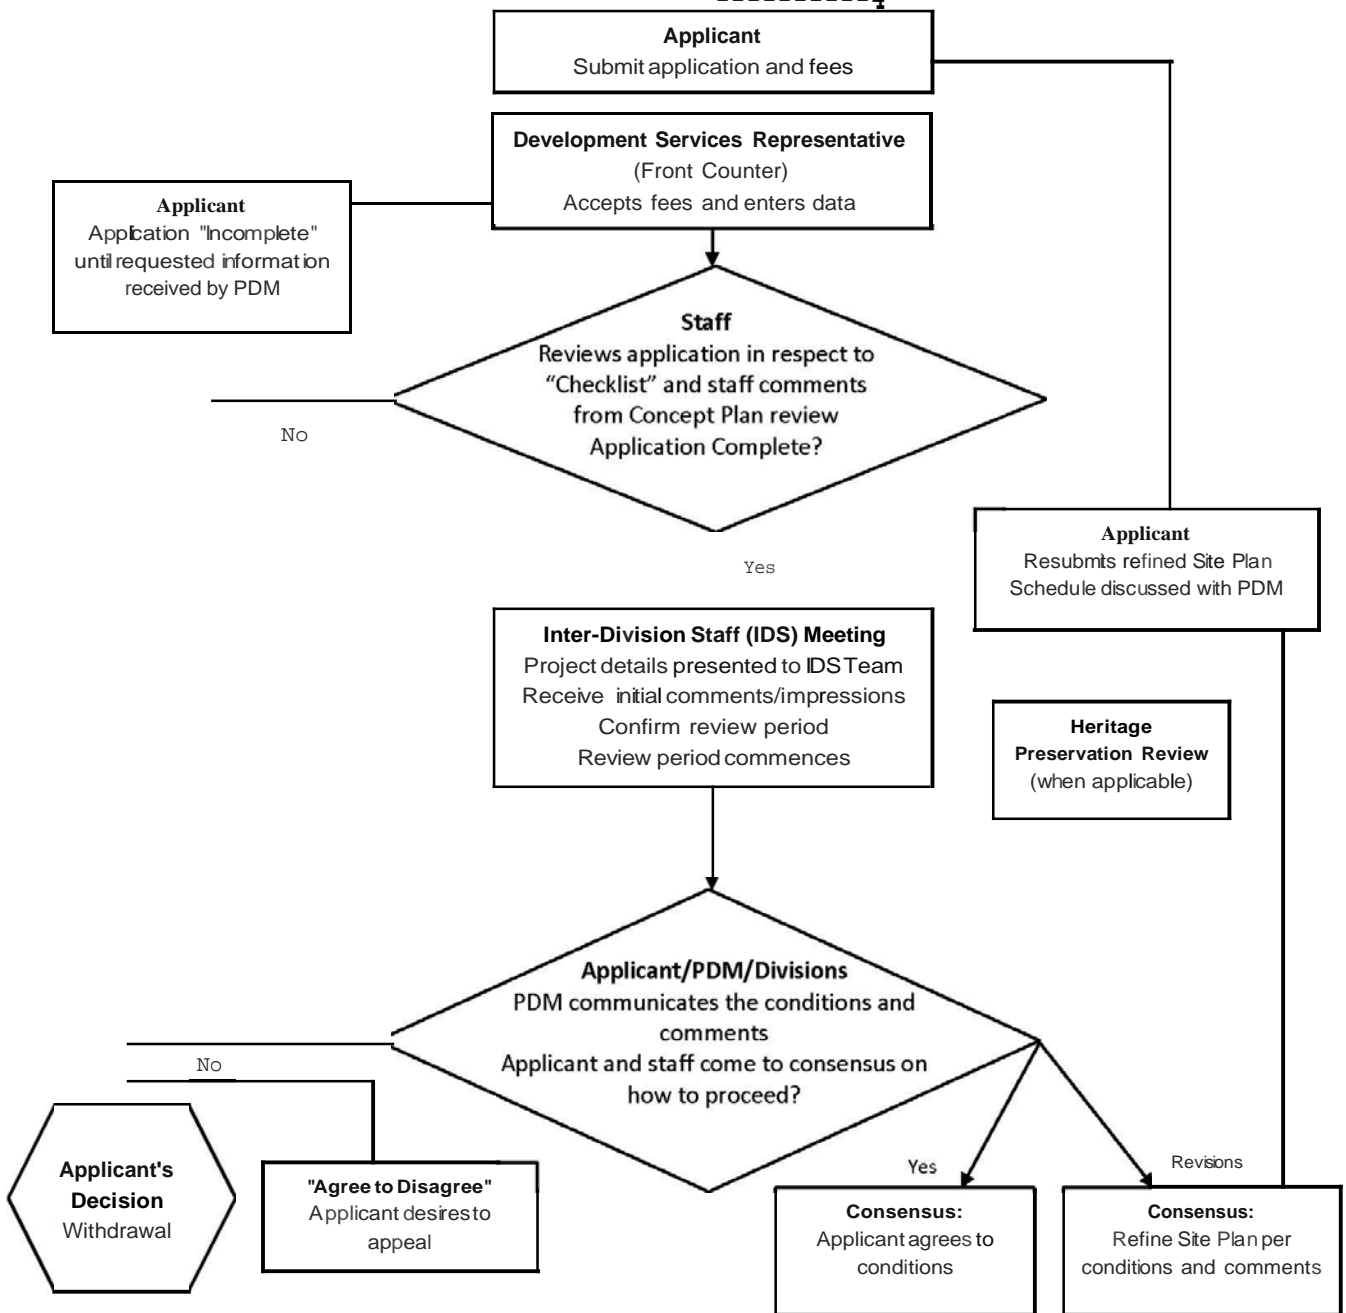 Applicant
Submit application and fees
Development Services Representative
(Front Counter)
Accepts fees and enters data
Applicant
Application "Incomplete"
until requested information
received by PDM
Staff
Reviews application in respect to
“Checklist” and staff comments
from Concept Plan review
Application Complete?
No
Yes
Applicant
Resubmts refined Site Plan
Schedule discussed with PDM
Inter-Division Staff (IDS) Meeting
Project details presented to IDS Team
Receive initial comments/impressions
Confirm review period
Review period commences
Heritage
Preservation Review
(when applicable)
Applicant/PDM/Divisions
PDM communicates the conditions and
comments
Applicant and staff come to consensus on
how to proceed?
No
Applicant's
Decision
Withdrawal
"Agree to Disagree"
Applicant desires to
appeal
Yes
Revisions
Consensus:
Applicant agrees to
conditions
Consensus:
Refine Site Plan per
conditions and comments